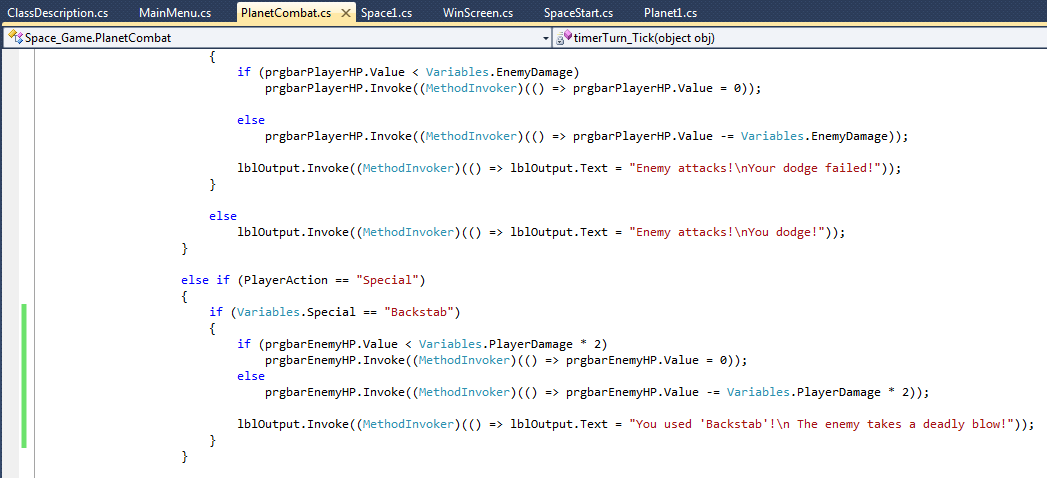 ClassDescription.cs MainMenu.cs PlanetCombat.cs Space1.cs WinScreen.cs SpaceStart.cs Planet1.cs
Space_Game.PlanetCombat timerTurn_Tick(object obj)
{
if (prgbarPlayerHP.Value < Variables.EnemyDamage)
prgbarPlayerHP.Invoke((MethodInvoker)(() => prgbarPlayerHP.Value = 0));
else
prgbarPlayerHP.Invoke((MethodInvoker)(() => prgbarPlayerHP.Value -= Variables.EnemyDamage));
lblOutput.Invoke((MethodInvoker)(() => lblOutput.Text = "Enemy attacks!\nYour dodge failed!"));
}
else
lblOutput.Invoke((MethodInvoker)(() => lblOutput.Text = "Enemy attacks!\nYou dodge!"));
}
else if (PlayerAction == "Special")
{
if (Variables.Special == "Backstab")
{
if (prgbarEnemyHP.Value < Variables.PlayerDamage * 2)
prgbarEnemyHP.Invoke((MethodInvoker)(() => prgbarEnemyHP.Value = 0));
else
prgbarEnemyHP.Invoke((MethodInvoker)(() => prgbarEnemyHP.Value -= Variables.PlayerDamage * 2));
lblOutput.Invoke((MethodInvoker)(() => lblOutput.Text = "You used 'Backstab'!\n The enemy takes a deadly blow!"));
}
}